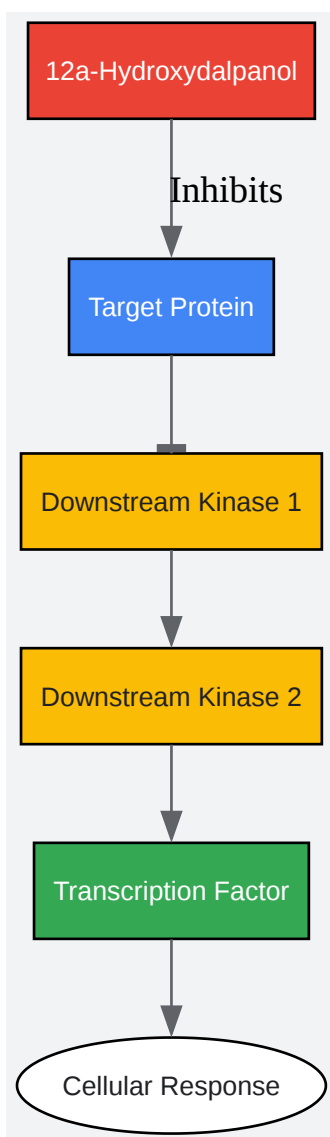 12a-Hydroxydalpanol
Inhibits
Target Protein
Downstream Kinase 1
Downstream Kinase 2
Transcription Factor
Cellular Response